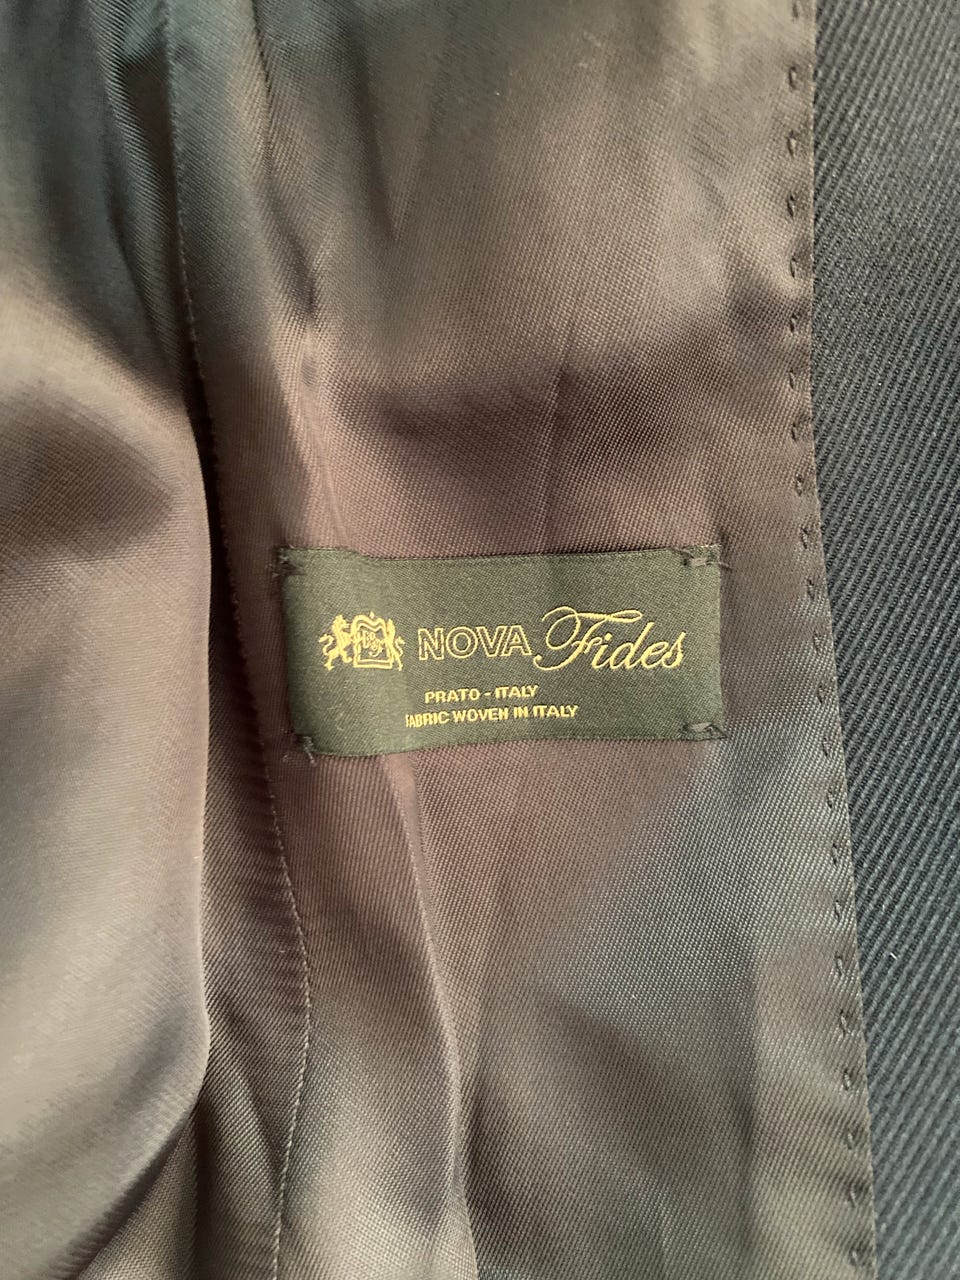 NOVA Fides
PRATO - ITALY
FABRIC WOVEN IN ITALY